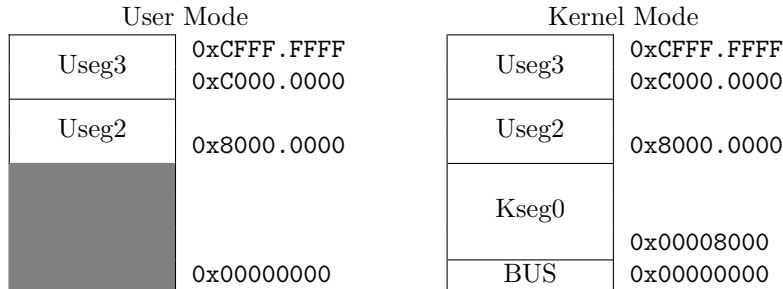 User Mode
Useg3
0xCFFF.FFFF
0xC000.0000
Useg2
0x8000.0000
0x00000000
Kernel Mode
Useg3
0xCFFF.FFFF
0xC000.0000
Useg2
0x8000.0000
Kseg0
0x00008000
BUS
0x00000000